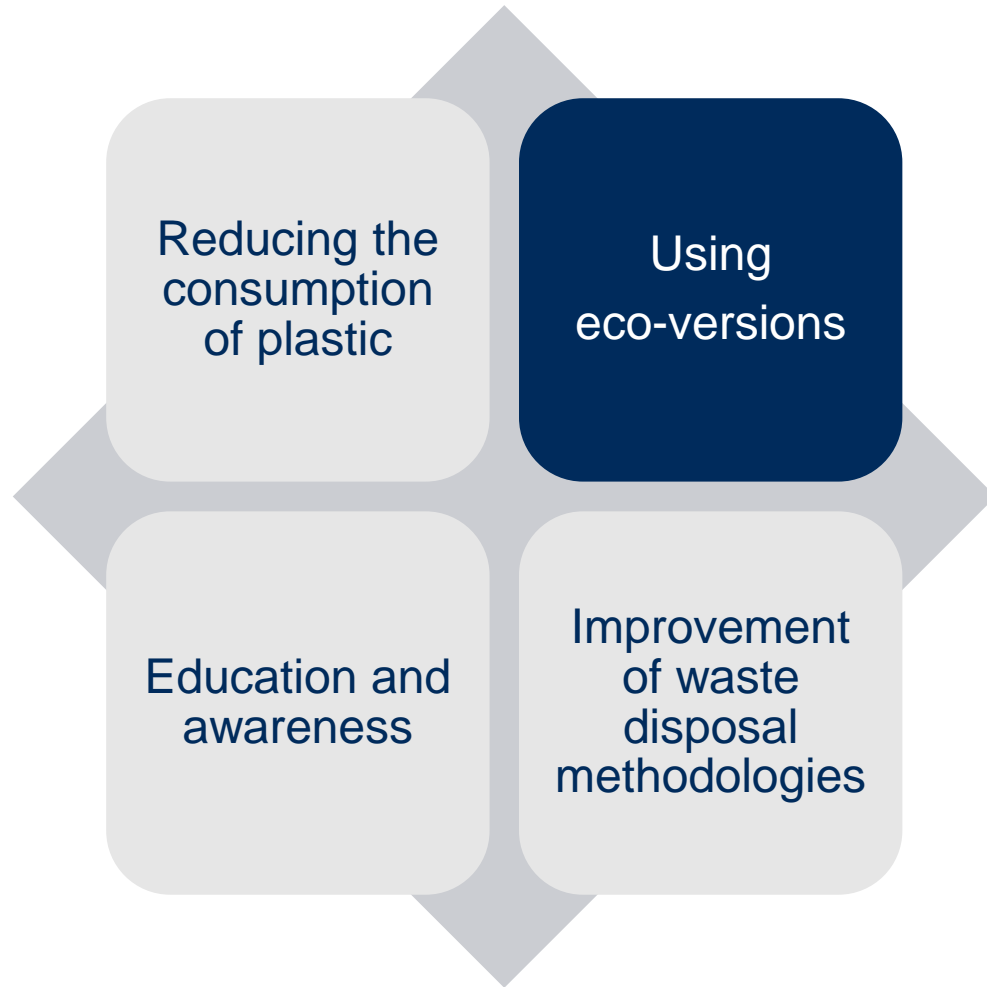 Reducing the
consumption
of plastic
Using
eco-versions
Education and
awareness
Improvement
of waste
disposal
methodologies